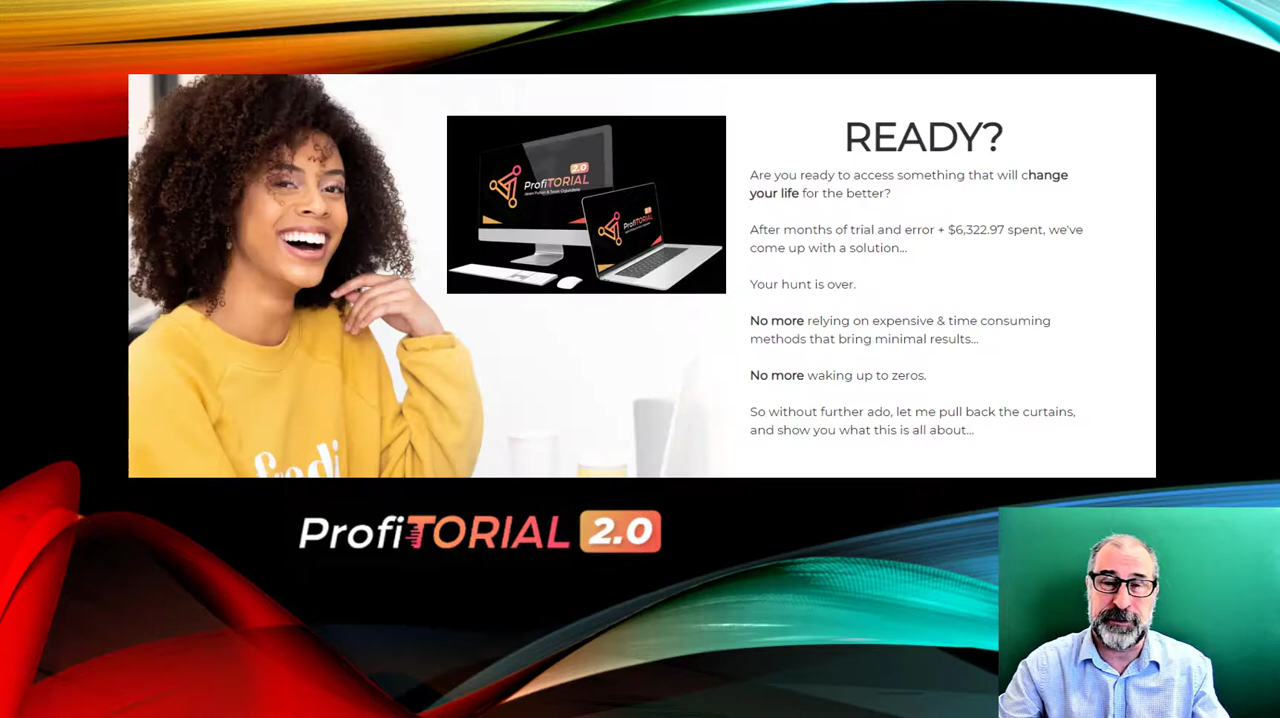 READY?
Are you ready to access something that will change
your life for the better?
After months of trial and error + $6,322.97 spent, we've
come up with a solution...
Your hunt is over.
No more relying on expensive & time consuming
methods that bring minimal results...
No more waking up to zeros.
So without further ado, let me pull back the curtains,
and show you what this is all about...
2.0
ProfiTORIAL
ProfiTORIAL
ProfiTORIAL 2.0